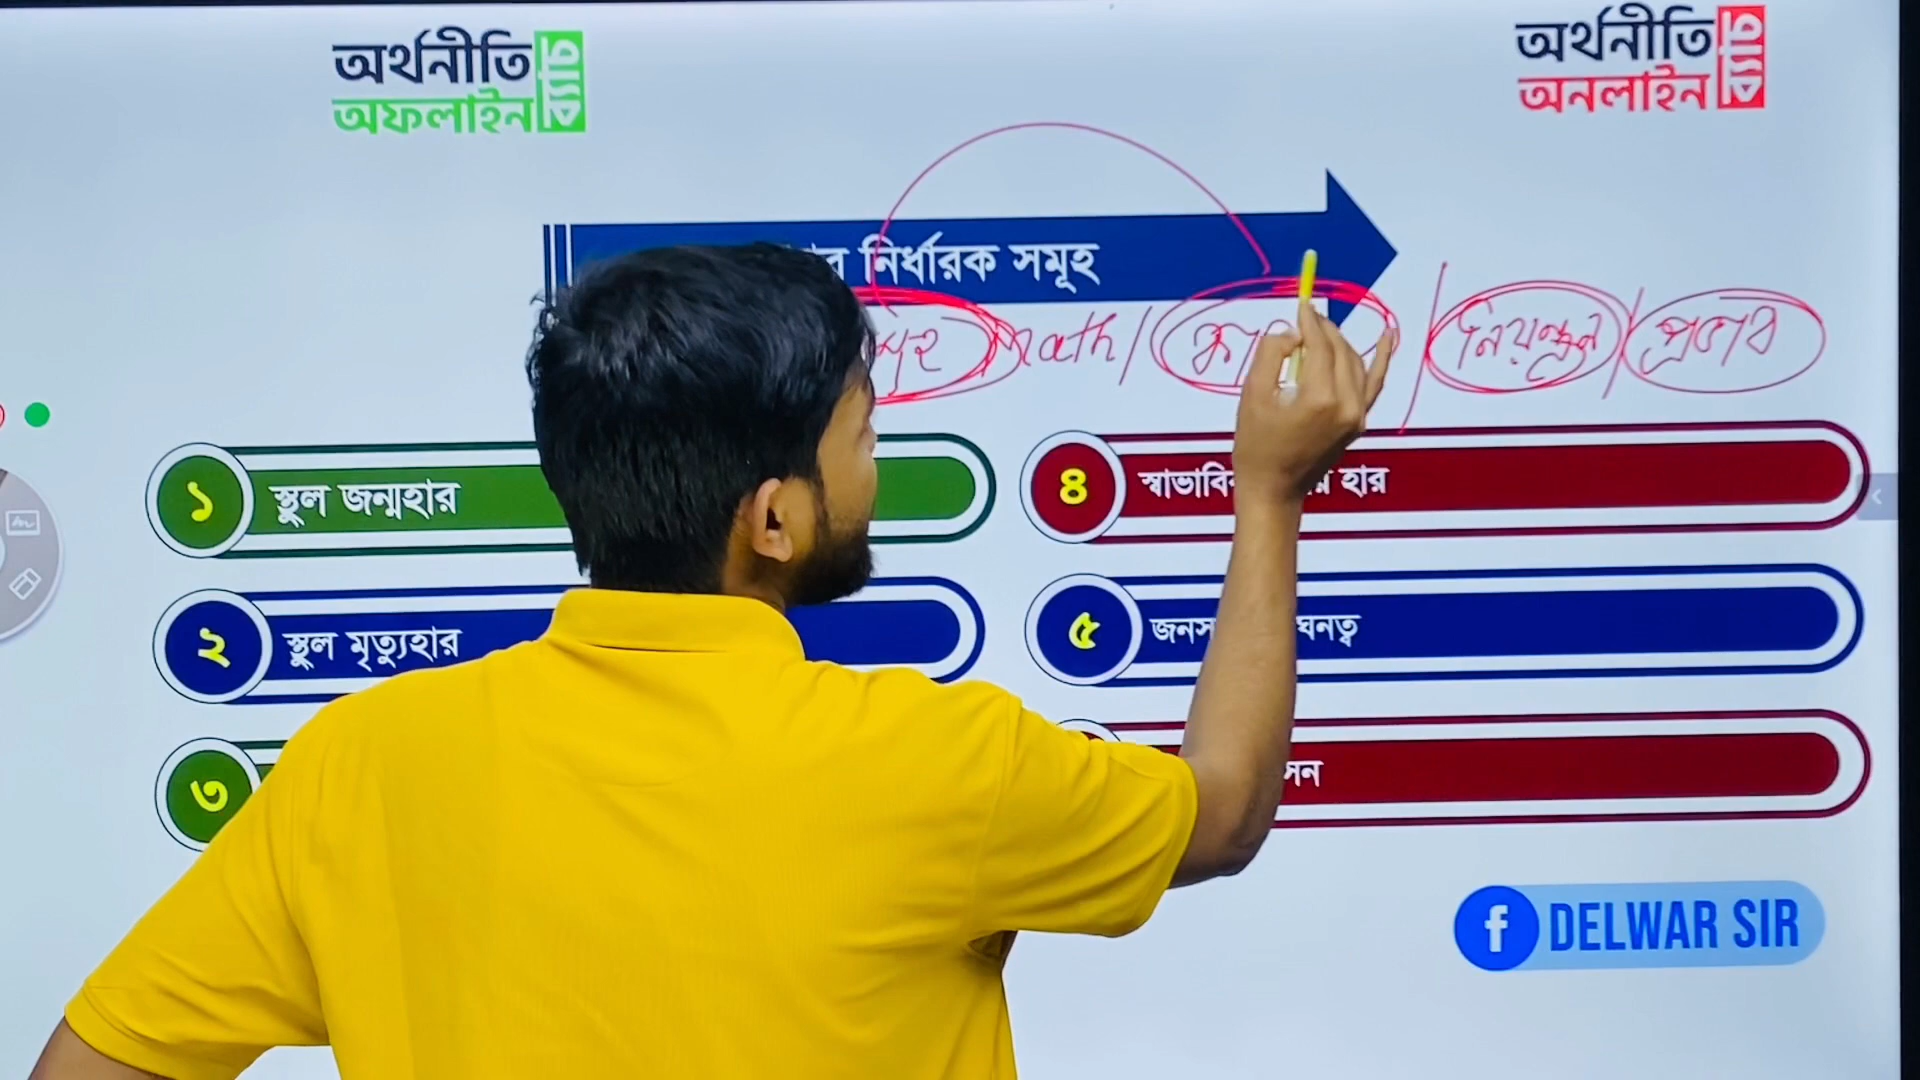 অর্থনীতি
অফলাইন
ব্যাচ
অর্থনীতি
অনলাইন
ব্যাচ
নির্ধারক সমূহ
math / নিয়ন্ত্রণ / প্রভাব
১ স্থুল জন্মহার
২ স্থুল মৃত্যুহার
৩
৪ স্বাভাবি হার
৫ জনস ঘনত্ব
সন
f DELWAR SIR